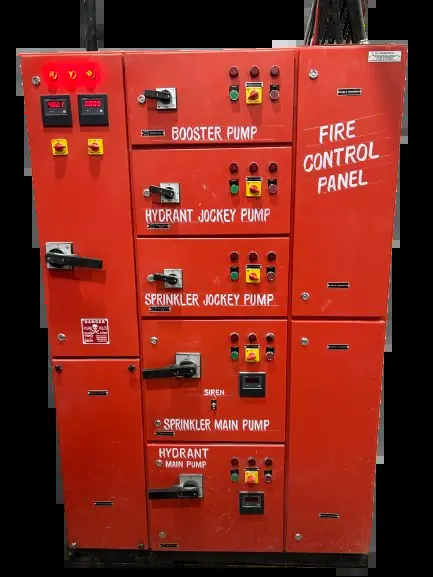 R Y B
BOOSTER PUMP
FIRE
CONTROL
PANEL
HYDRANT JOCKEY PUMP
SPRINKLER JOCKEY PUMP
DANGER
SIREN
SPRINKLER MAIN PUMP
HYDRANT
MAIN PUMP